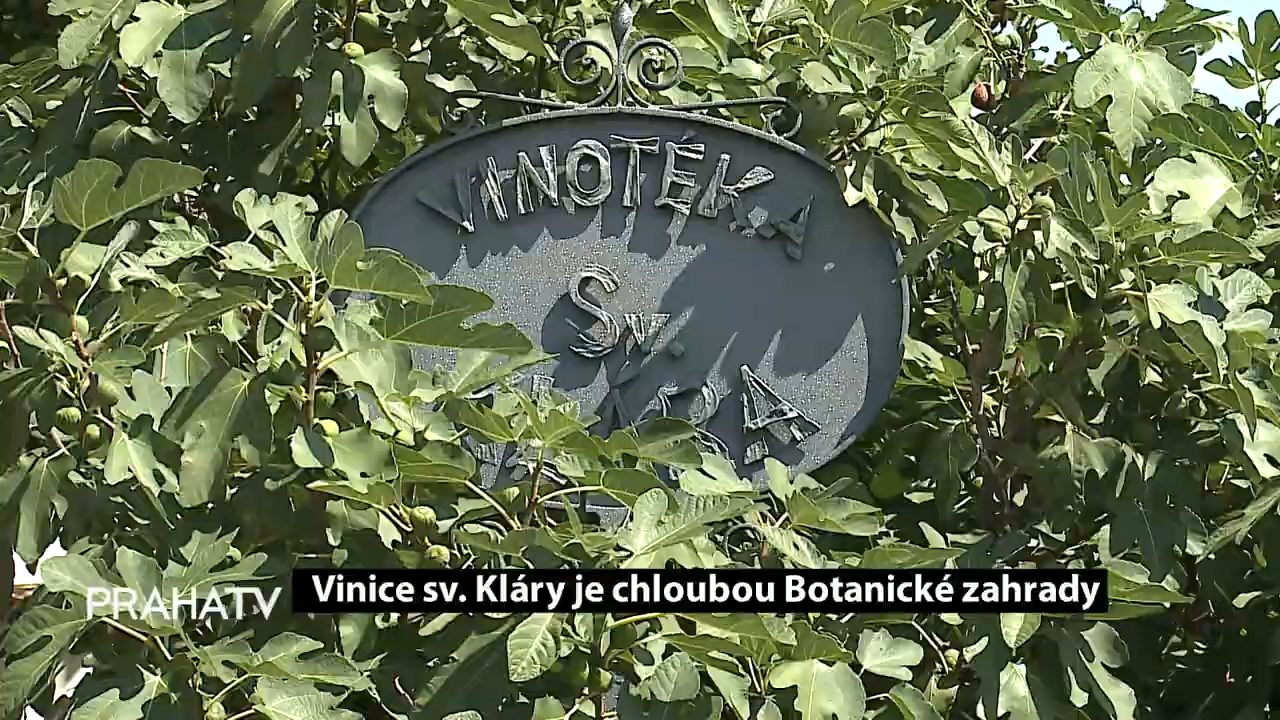 VINOTÉKA
Sv.
PRAHA TV
Vinice sv. Kláry je chloubou Botanické zahrady